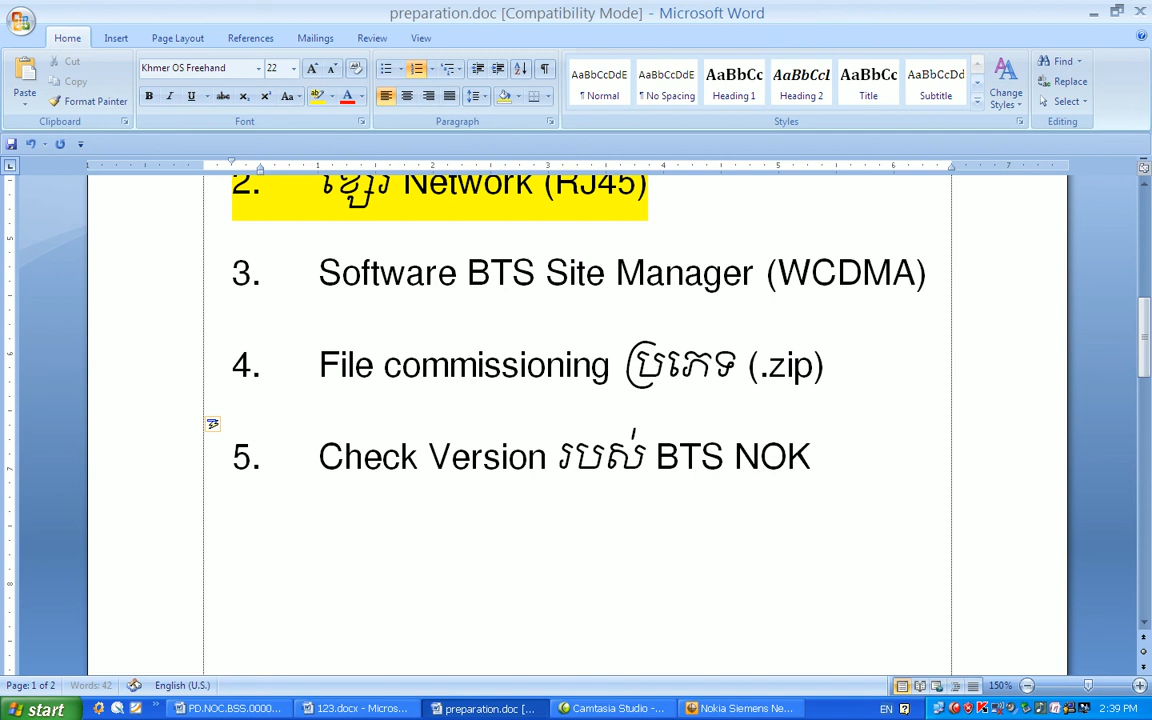 preparation.doc [Compatibility Mode] - Microsoft Word
Home Insert Page Layout References Mailings Review View
Paste Cut Copy Format Painter
Khmer OS Freehand 22
AaBbCcDdE AaBbCcDdE AaBbCc AaBbCcI AaBbCc AaBbCcDd
¶ Normal ¶ No Spacing Heading 1 Heading 2 Title Subtitle
Change Styles
Find Replace Select
Clipboard Font Paragraph Styles Editing
2. ខ្សែរ Network (RJ45)
3. Software BTS Site Manager (WCDMA)
4. File commissioning ប្រភេទ (.zip)
5. Check Version របស់ BTS NOK
Page: 1 of 2 Words: 42 English (U.S.) 150%
start PD.NOC.BSS.0000... 123.docx - Micros... preparation.doc [... Camtasia Studio -... Nokia Siemens Ne... EN 2:39 PM